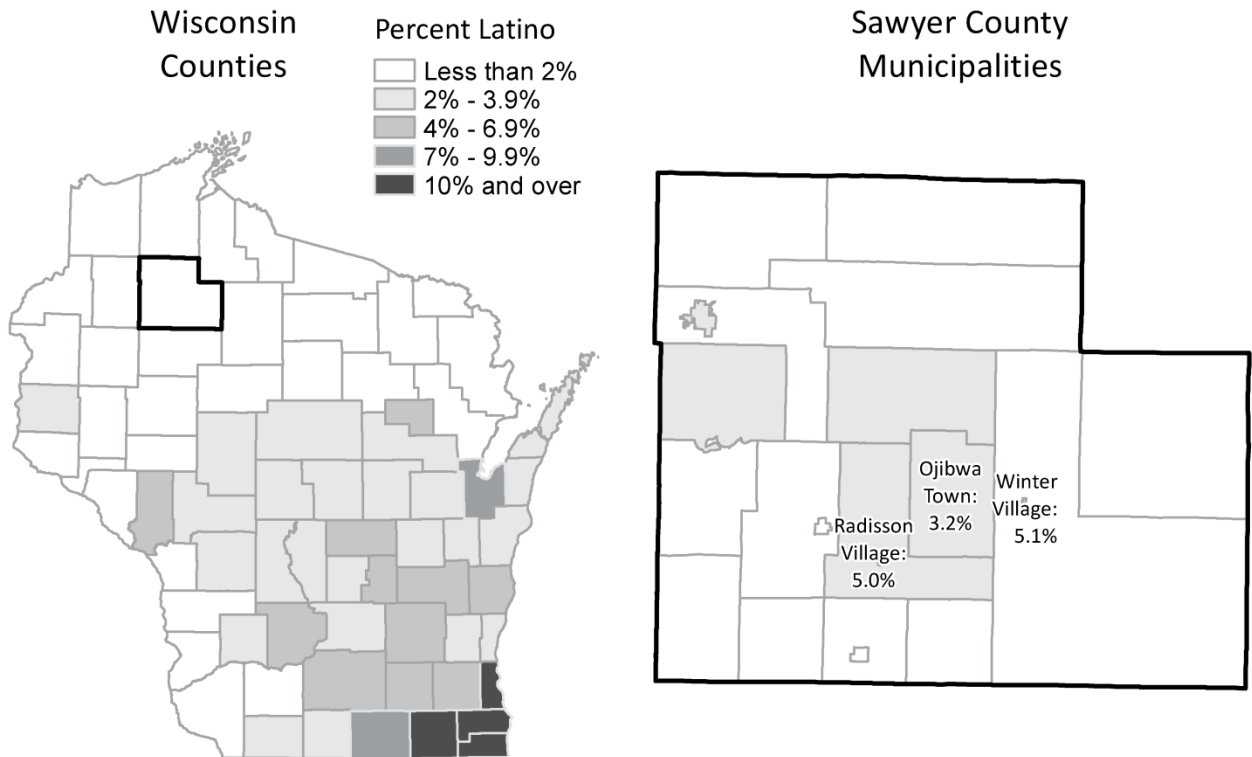 Wisconsin
Counties
Percent Latino
Less than 2%
2% - 3.9%
4% - 6.9%
7% - 9.9%
10% and over
Sawyer County
Municipalities
Ojibwa
Town:
3.2%
Winter
Village:
5.1%
Radisson
Village:
5.0%